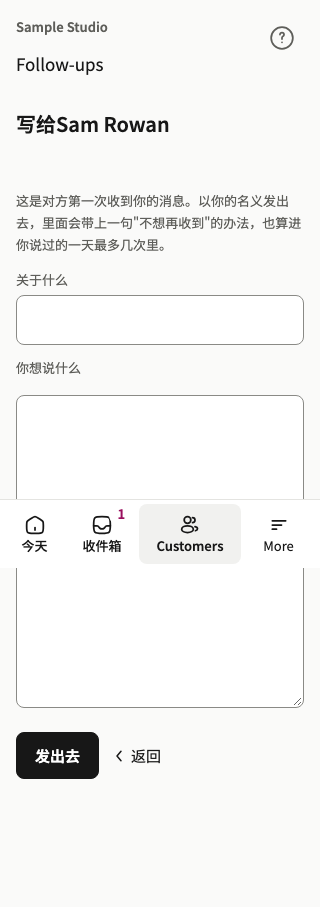 Sample Studio
Follow-ups
写给Sam Rowan
这是对方第一次收到你的消息。以你的名义发出
去，里面会带上一句"不想再收到"的办法，也算进
你说过的一天最多几次里。
关于什么
你想说什么
1
今天
收件箱
Customers
More
发出去
返回